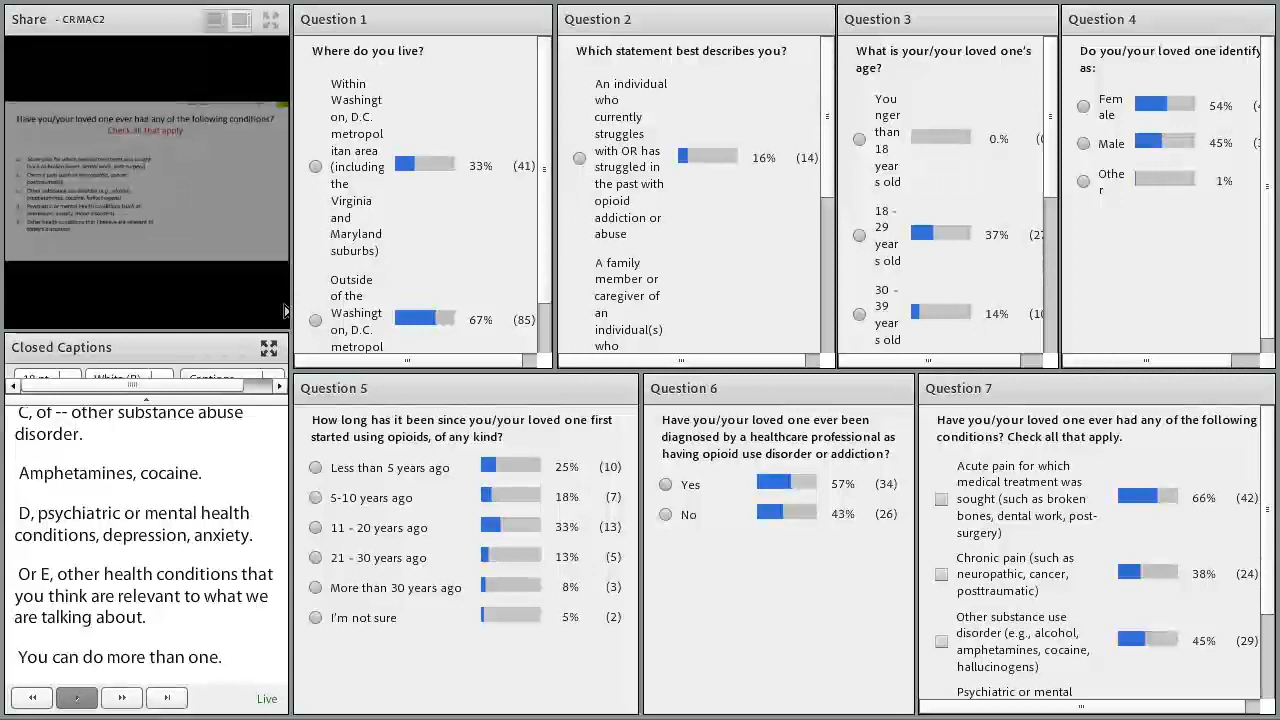 Share - CRMAC2
Have you/your loved one ever had any of the following conditions?
Check all that apply
Closed Captions
C, of -- other substance abuse
disorder.
Amphetamines, cocaine.
D, psychiatric or mental health
conditions, depression, anxiety.
Or E, other health conditions that
you think are relevant to what we
are talking about.
You can do more than one.
Live
Question 1
Where do you live?
Within
Washingt
on, D.C.
metropol
itan area
(including
the
Virginia
and
Maryland
suburbs)
33% (41)
Outside
of the
Washingt
on, D.C.
metropol
67% (85)
Question 2
Which statement best describes you?
An individual
who
currently
struggles
with OR has
struggled in
the past with
opioid
addiction or
abuse
16% (14)
A family
member or
caregiver of
an
individual(s)
who
Question 3
What is your/your loved one's
age?
You
nger
than
18
year
s old
0.%
18 -
29
year
s old
37%
30 -
39
year
s old
14%
Question 4
Do you/your loved one identify
as:
Fem
ale
54%
Male 45%
Othe
r
1%
Question 5
How long has it been since you/your loved one first
started using opioids, of any kind?
Less than 5 years ago 25% (10)
5-10 years ago 18% (7)
11 - 20 years ago 33% (13)
21 - 30 years ago 13% (5)
More than 30 years ago 8% (3)
I'm not sure 5% (2)
Question 6
Have you/your loved one ever been
diagnosed by a healthcare professional as
having opioid use disorder or addiction?
Yes 57% (34)
No 43% (26)
Question 7
Have you/your loved one ever had any of the following
conditions? Check all that apply.
Acute pain for which
medical treatment was
sought (such as broken
bones, dental work, post-
surgery)
66% (42)
Chronic pain (such as
neuropathic, cancer,
posttraumatic)
38% (24)
Other substance use
disorder (e.g., alcohol,
amphetamines, cocaine,
hallucinogens)
45% (29)
Psychiatric or mental